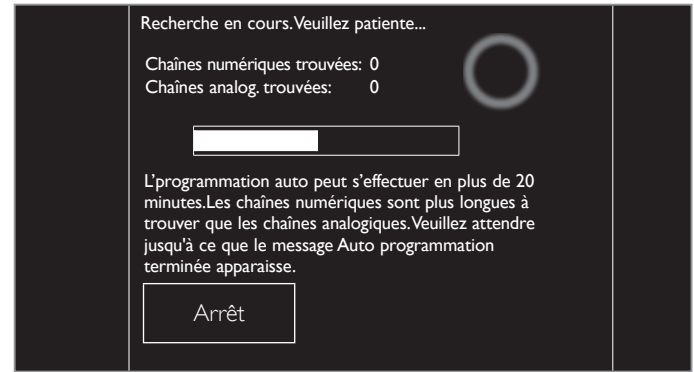 Recherche en cours.Veuillez patiente...
Chaînes numériques trouvées: 0
Chaînes analog. trouvées: 0
L'programmation auto peut s'effectuer en plus de 20
minutes.Les chaînes numériques sont plus longues à
trouver que les chaînes analogiques.Veuillez attendre
jusqu'à ce que le message Auto programmation
terminée apparaisse.
Arrêt